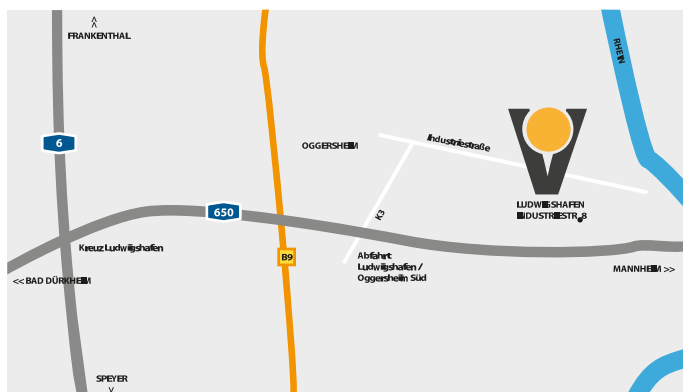 FRANKENTHAL
RHEIN
6
Industriestraße
OGGERSHEIM
LUDWIGSHAFEN
INDUSTRIESTR. 8
650
K3
Kreuz Ludwigshafen
B9
Abfahrt
Ludwigshafen /
Oggersheim Süd
MANNHEIM >>
<< BAD DÜRKHEIM
SPEYER